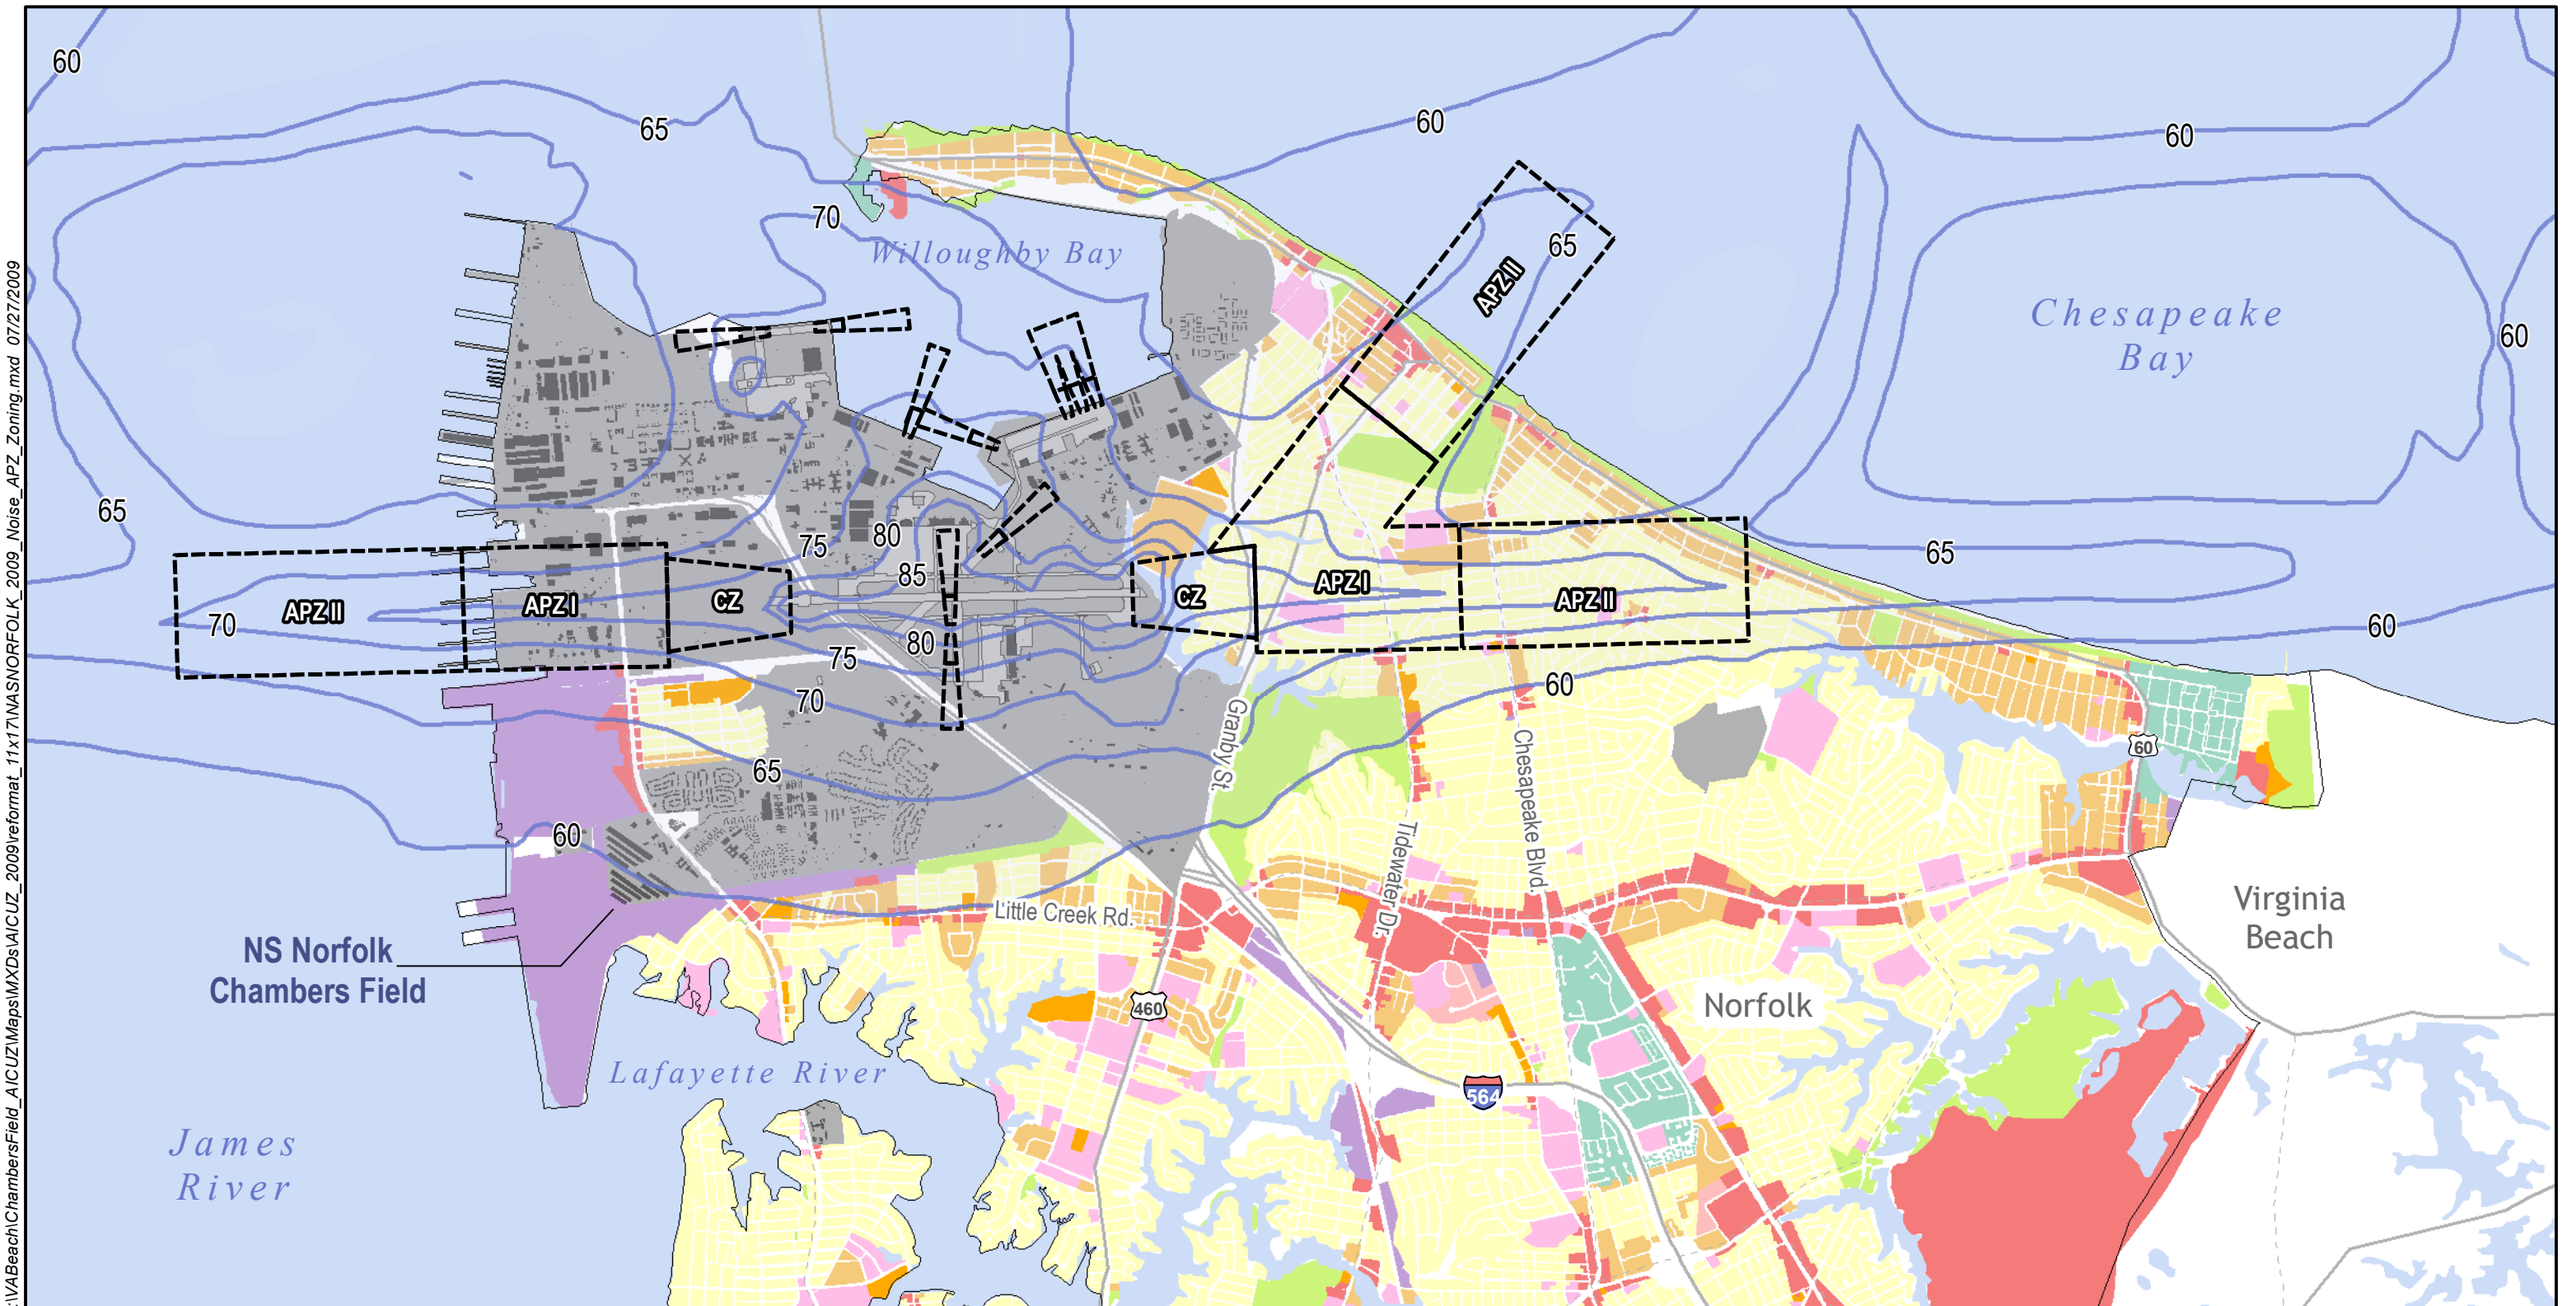 60
65
60
60
70
Willoughby Bay
65
APZ II
Chesapeake
Bay
60
65
80
75
85
65
CZ
APZ I
APZ II
70
CZ
APZ I
APZ II
60
80
75
70
60
65
60
Granby St.
Chesapeake Blvd.
Tidewater Dr.
60
Little Creek Rd.
NS Norfolk
Chambers Field
Virginia
Beach
Norfolk
460
564
Lafayette River
James
River
:\VABeach\ChambersField_AICUZ\Maps\MXDs\AICUZ_2009\reformat_11x17\NASNORFOLK_2009_Noise_APZ_Zoning.mxd 07/27/2009